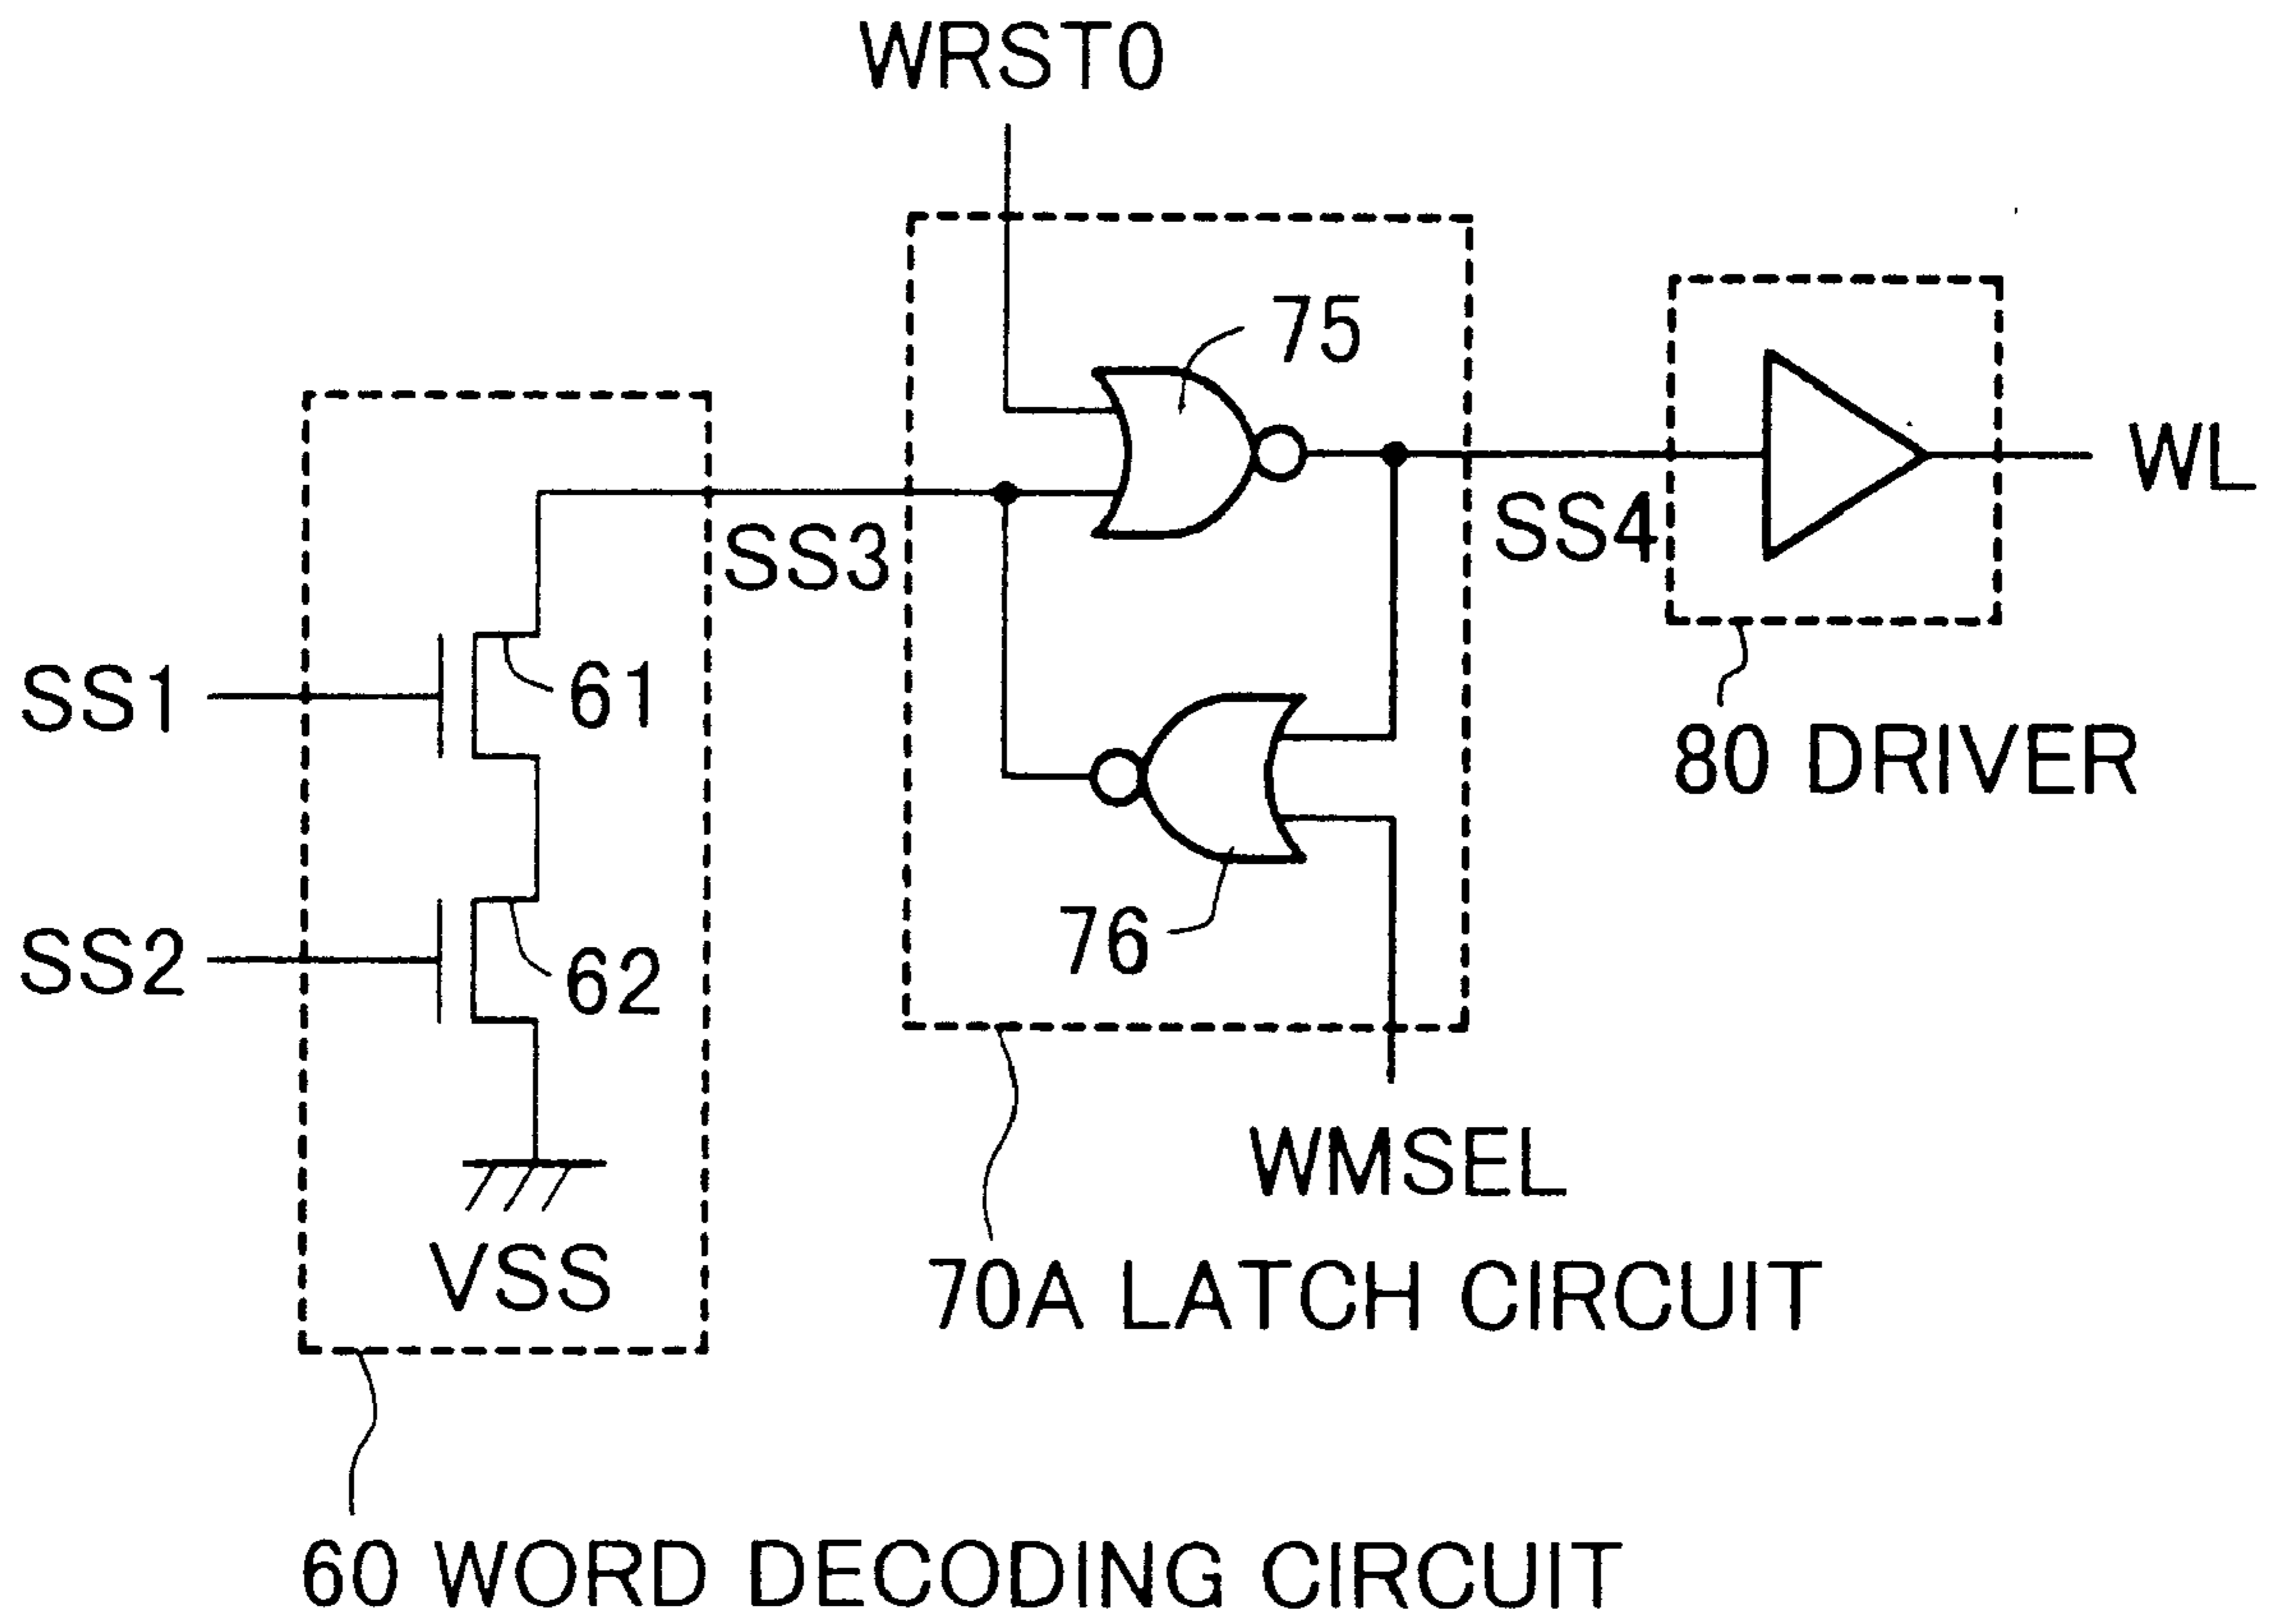 WRST0
75
SS3
SS4
WL
SS1
61
80 DRIVER
SS2
62
76
WMSEL
VSS
70A LATCH CIRCUIT
60 WORD DECODING CIRCUIT